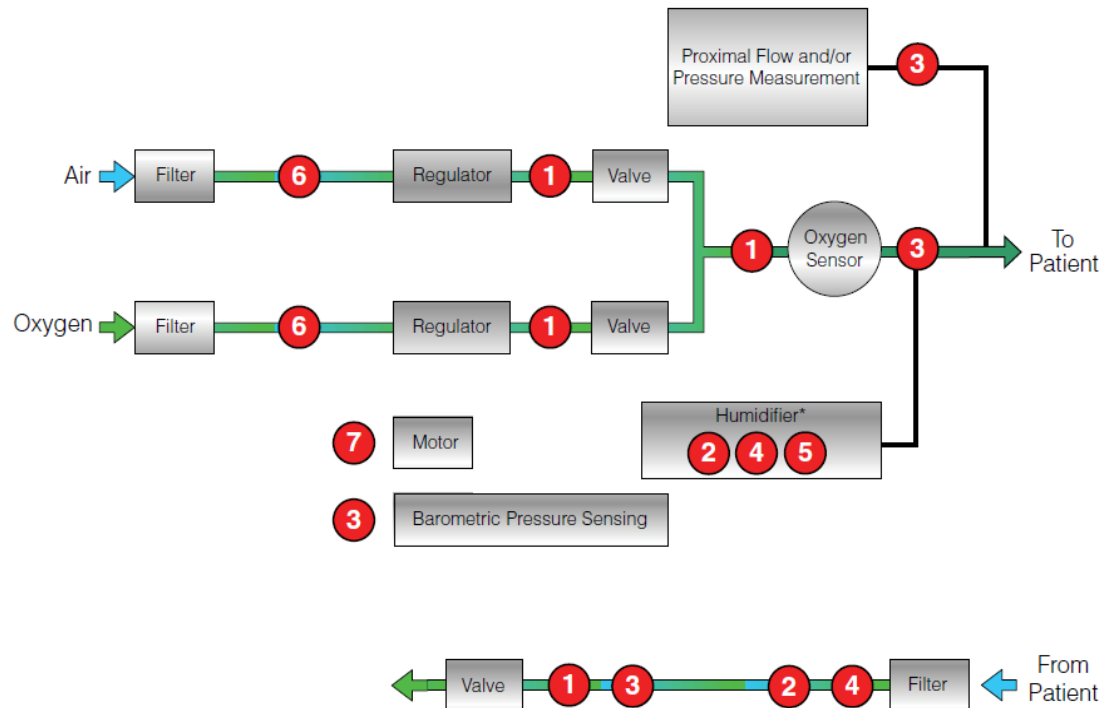 Proximal Flow and/or
Pressure Measurement
3
Air
Filter
6
Regulator
1
Valve
1
Oxygen
Sensor
3
To
Patient
Oxygen
Filter
6
Regulator
1
Valve
Humidifier*
2 4 5
7
Motor
3
Barometric Pressure Sensing
Valve
1
3
2
4
Filter
From
Patient